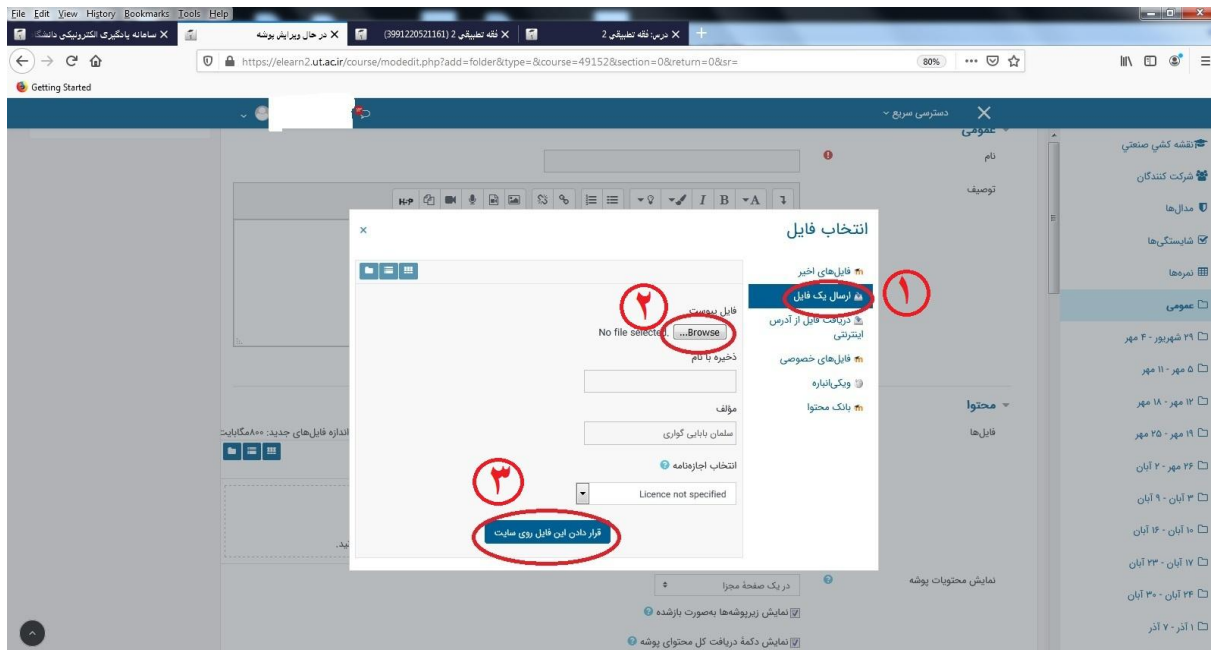 File Edit View History Bookmarks Tools Help
سامانه یادگیری الکترونیکی دانشگا
در حال ویرایش پوشه
فقه تطبیقی 2 (3991220521161)
درس: فقه تطبیقی 2
https://elearn2.ut.ac.ir/course/modedit.php?add=folder&type=&course=49152&section=0&return=0&sr=
80%
Getting Started
دسترسی سریع
نقشه کشي صنعتي
شرکت کنندگان
مدال‌ها
شایستگی‌ها
نمره‌ها
عمومی
۲۹ شهریور - ۴ مهر
۵ مهر - ۱۱ مهر
۱۲ مهر - ۱۸ مهر
۱۹ مهر - ۲۵ مهر
۲۶ مهر - ۲ آبان
۳ آبان - ۹ آبان
۱۰ آبان - ۱۶ آبان
۱۷ آبان - ۲۳ آبان
۲۴ آبان - ۳۰ آبان
۱ آذر - ۷ آذر
عمومی
نام
توصیف
H-P
I B A
انتخاب فایل
فایل‌های اخیر
ارسال یک فایل
۱
دریافت فایل از آدرس
اینترنتی
فایل‌های خصوصی
ویکی‌انباره
بانک محتوا
فایل پیوست
۲
Browse... No file selected.
ذخیره با نام
مؤلف
سلمان بابایی گواری
انتخاب اجازه‌نامه
Licence not specified
۳
قرار دادن این فایل روی سایت
محتوا
فایل‌ها
اندازه فایل‌های جدید: ۸۰۰مگابایت
نمایش محتویات پوشه
در یک صفحهٔ مجزا
نمایش زیرپوشه‌ها به‌صورت بازشده
نمایش دکمهٔ دریافت کل محتوای پوشه